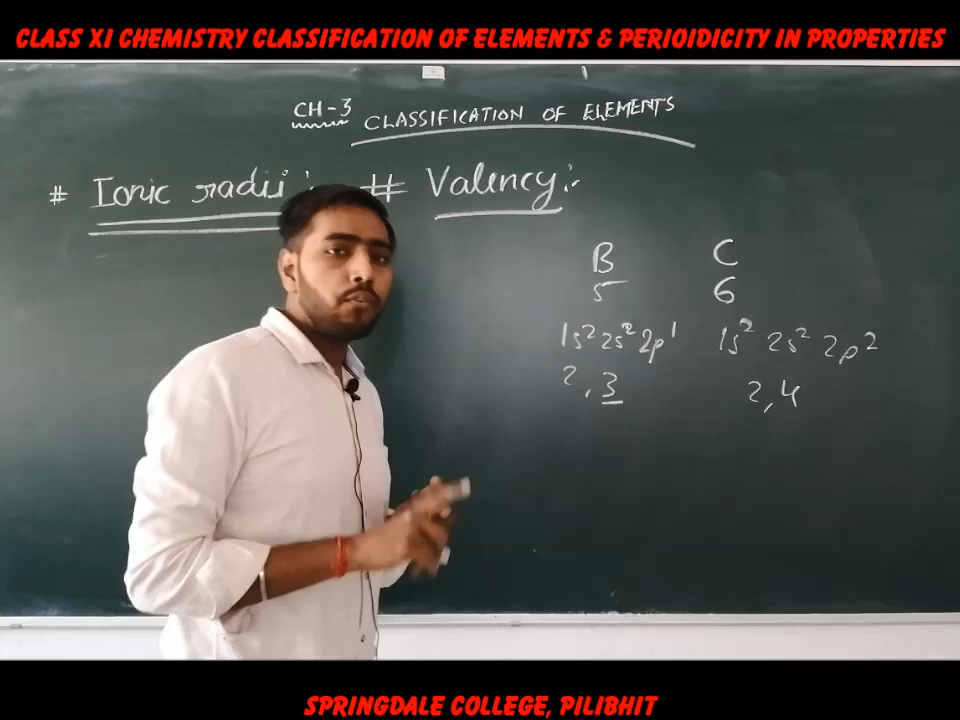 CLASS XI CHEMISTRY CLASSIFICATION OF ELEMENTS & PERIOIDICITY IN PROPERTIES
CH-3 CLASSIFICATION OF ELEMENTS
# Ionic radii :- # Valency:-
B C
5 6
1s² 2s² 2p¹ 1s² 2s² 2p²
2,3 2,4
SPRINGDALE COLLEGE, PILIBHIT